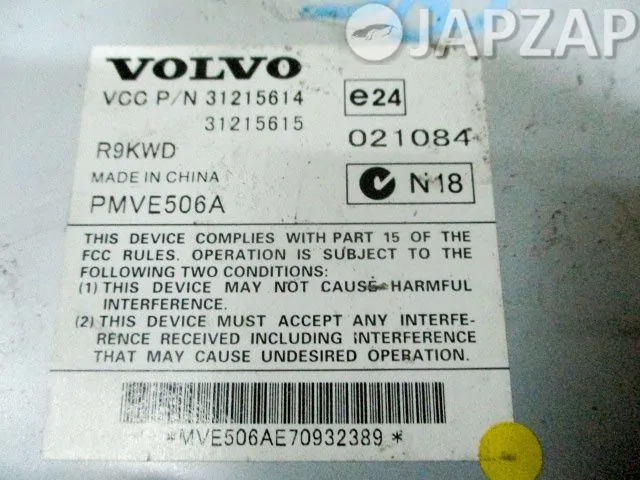 JAPZAP
VOLVO
VCC P/N 31215614
31215615
e24
021084
R9KWD
MADE IN CHINA
PMVE506A
N18
THIS DEVICE COMPLIES WITH PART 15 OF THE
FCC RULES. OPERATION IS SUBJECT TO THE
FOLLOWING TWO CONDITIONS:
(1) THIS DEVICE MAY NOT CAUSE HARMFUL
INTERFERENCE.
(2) THIS DEVICE MUST ACCEPT ANY INTERFE-
RENCE RECEIVED INCLUDING INTERFERENCE
THAT MAY CAUSE UNDESIRED OPERATION.
*MVE506AE70932389*